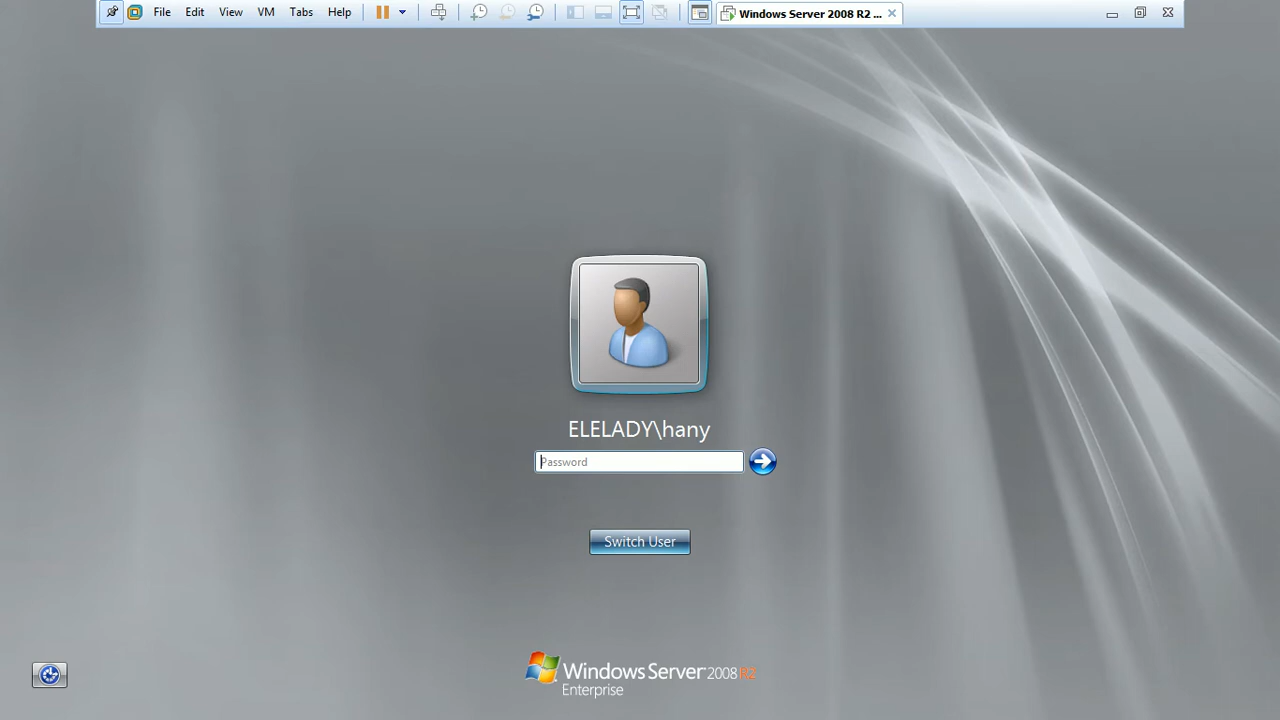 File Edit View VM Tabs Help Windows Server 2008 R2 ...
ELELADY\hany
Password
Switch User
Windows Server 2008 R2
Enterprise